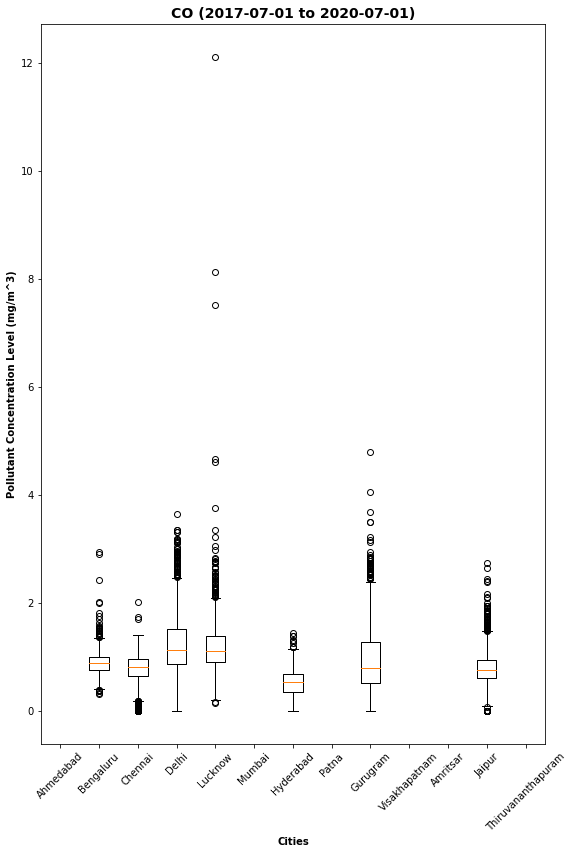 CO (2017-07-01 to 2020-07-01)
Pollutant Concentration Level (mg/m^3)
12
10
8
6
4
2
0
Ahmedabad
Bengaluru
Chennai
Delhi
Lucknow
Mumbai
Hyderabad
Patna
Gurugram
Visakhapatnam
Amritsar
Jaipur
Thiruvananthapuram
Cities